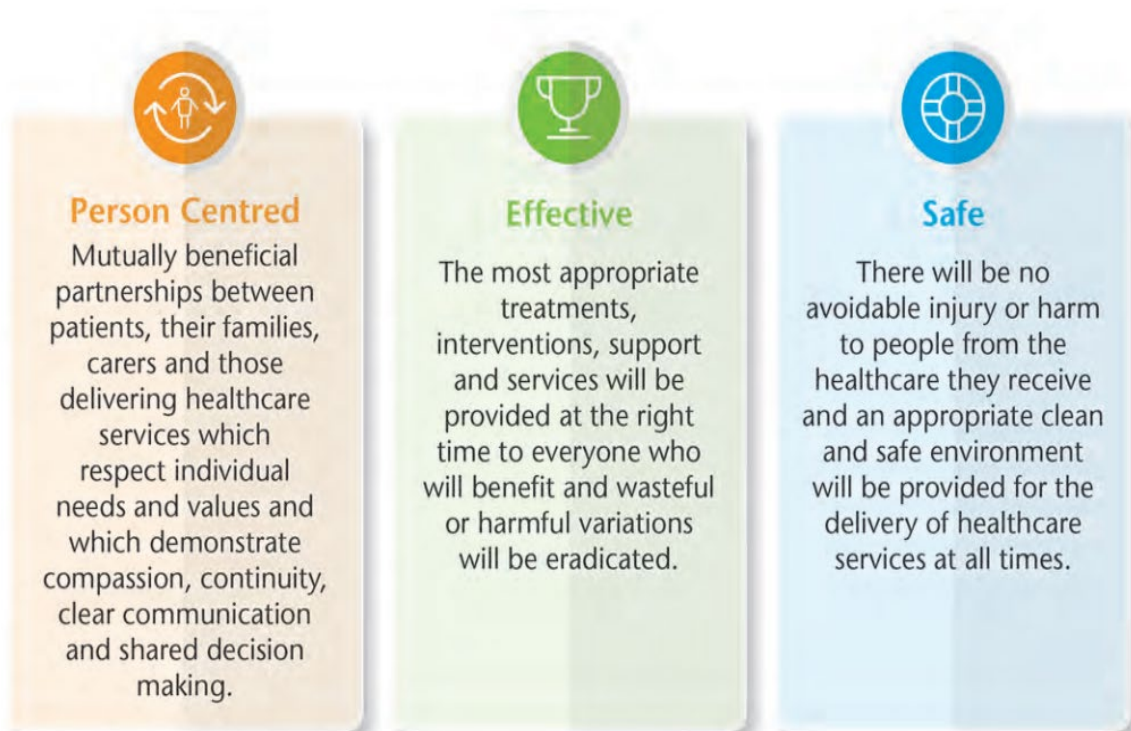 Person Centred
Mutually beneficial
partnerships between
patients, their families,
carers and those
delivering healthcare
services which
respect individual
needs and values and
which demonstrate
compassion, continuity,
clear communication
and shared decision
making.
Effective
The most appropriate
treatments,
interventions, support
and services will be
provided at the right
time to everyone who
will benefit and wasteful
or harmful variations
will be eradicated.
Safe
There will be no
avoidable injury or harm
to people from the
healthcare they receive
and an appropriate clean
and safe environment
will be provided for the
delivery of healthcare
services at all times.